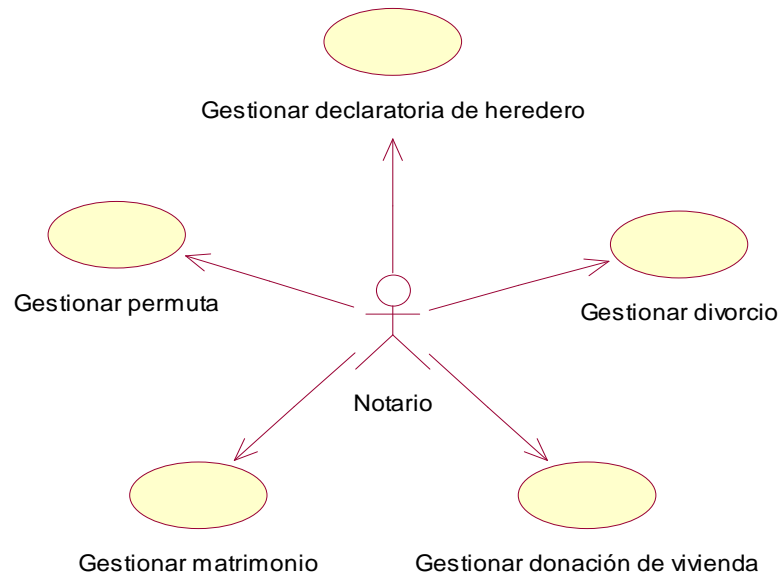 Gestionar declaratoria de heredero
Gestionar permuta
Gestionar divorcio
Notario
Gestionar matrimonio
Gestionar donación de vivienda